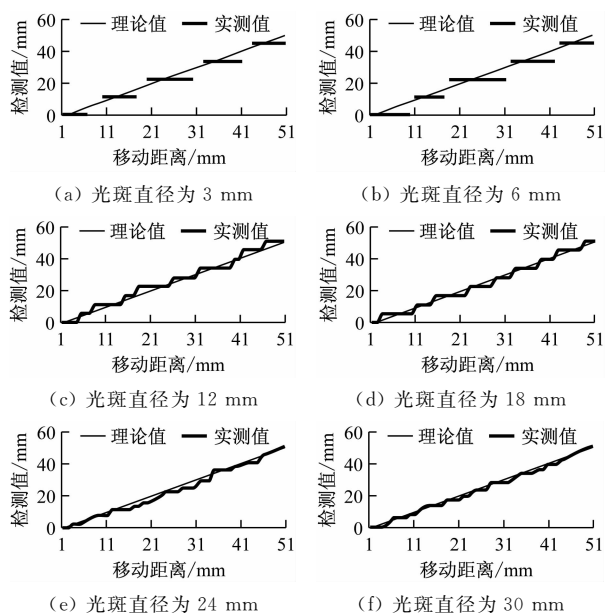 理论值 实测值
检测值/mm
60
40
20
0
1 11 21 31 41 51
移动距离/mm
(a) 光斑直径为 3 mm
理论值 实测值
检测值/mm
60
40
20
0
1 11 21 31 41 51
移动距离/mm
(b) 光斑直径为 6 mm
理论值 实测值
检测值/mm
60
40
20
0
1 11 21 31 41 51
移动距离/mm
(c) 光斑直径为 12 mm
理论值 实测值
检测值/mm
60
40
20
0
1 11 21 31 41 51
移动距离/mm
(d) 光斑直径为 18 mm
理论值 实测值
检测值/mm
60
40
20
0
1 11 21 31 41 51
移动距离/mm
(e) 光斑直径为 24 mm
理论值 实测值
检测值/mm
60
40
20
0
1 11 21 31 41 51
移动距离/mm
(f) 光斑直径为 30 mm